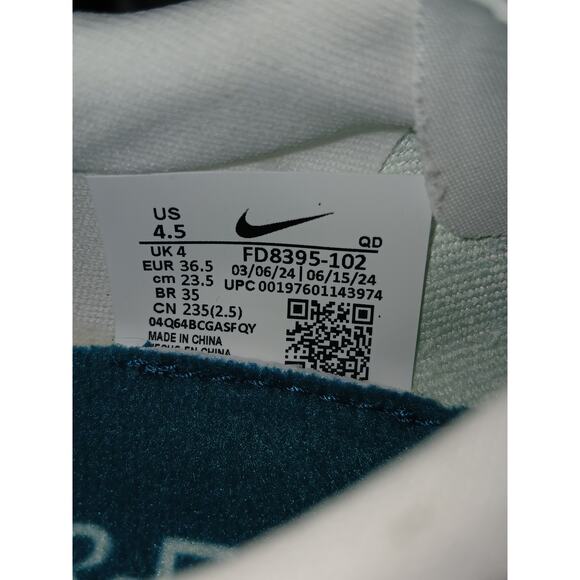 US
4.5
QD
UK 4
FD8395-102
EUR 36.5
03/06/24 | 06/15/24
cm 23.5
UPC 00197601143974
BR 35
CN 235(2.5)
04Q64BCGASFQY
MADE IN CHINA